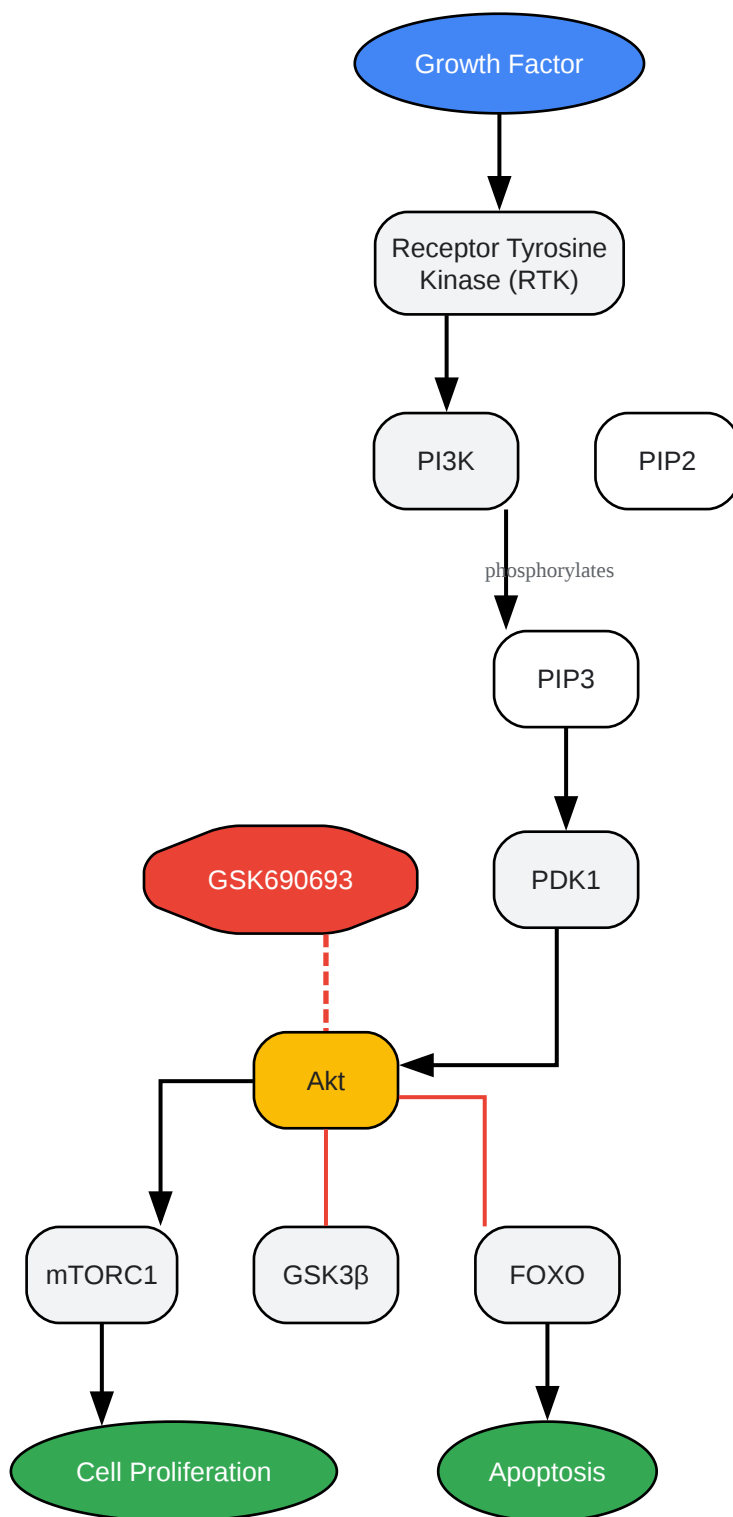 Growth Factor
Receptor Tyrosine
Kinase (RTK)
PI3K
PIP2
phosphorylates
PIP3
GSK690693
PDK1
Akt
mTORC1
GSK3β
FOXO
Cell Proliferation
Apoptosis